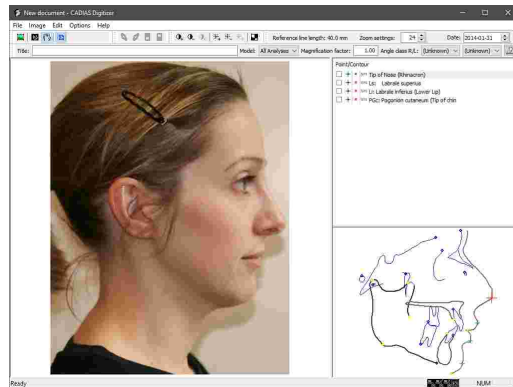 New document - CADIAS Digitizer
File Image Edit Options Help
Reference line length: 40.0 mm Zoom settings: 24 Date: 2014-01-31
Title: Model: All Analyses Magnification factor: 1.00 Angle class R/L: (Unknown) (Unknown)
Point/Contour
Tip of Nose (Rhinacren)
Ls: Labrale superius
Li: Labrale inferius (Lower Lip)
PGc: Pogonion cutaneum (Tip of chin
Ready NUM